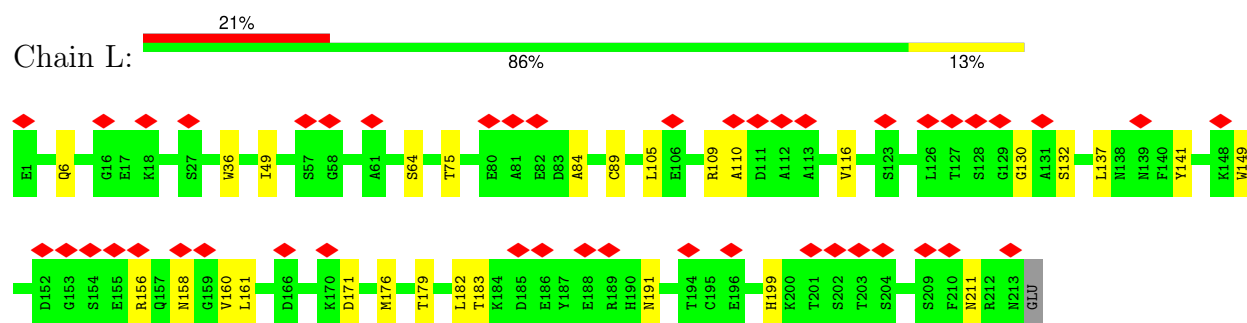 21%
Chain L:
86% 13%
E1 Q6 G16 E17 K18 S27 W36 I49 S57 G58 A61 S64 T75 E80 A81 E82 D83 A84 C89 L105 E106 R109 A110 D111 A112 A113 V116 S123 L126 T127 S128 G129 G130 A131 S132 L137 N138 N139 F140 Y141 K148 W149
D152 G153 S154 E155 R156 Q157 N158 G159 V160 L161 D166 K170 D171 M176 T179 L182 T183 K184 D185 E186 Y187 E188 R189 H190 N191 T194 C195 E196 H199 K200 T201 S202 T203 S204 S209 F210 N211 R212 N213 GLU